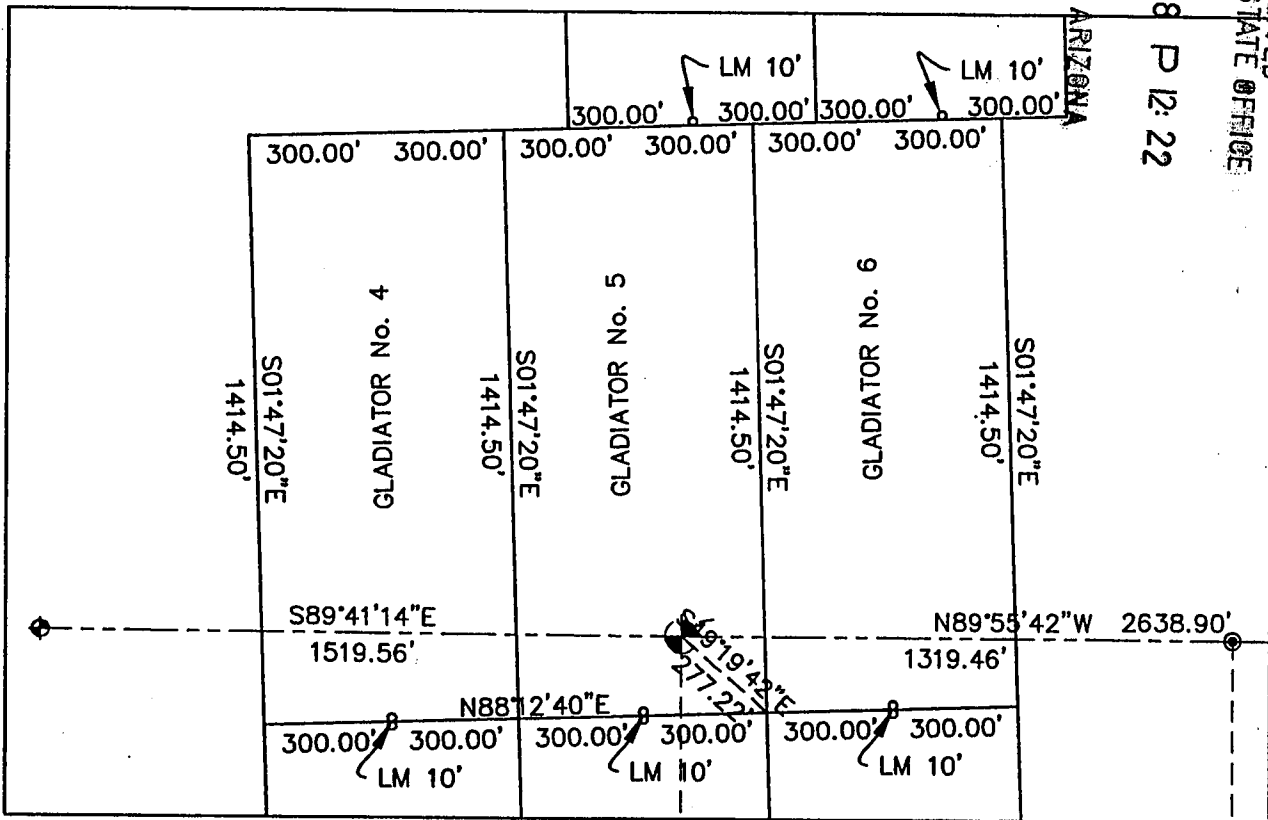 STATE OFFICE
8 P 12: 22
ARIZONA
LM 10'
LM 10'
300.00' 300.00' 300.00' 300.00'
300.00' 300.00' 300.00' 300.00' 300.00'
GLADIATOR No. 4
GLADIATOR No. 5
GLADIATOR No. 6
S01°47'20"E
1414.50'
S01°47'20"E
1414.50'
S01°47'20"E
1414.50'
S01°47'20"E
1414.50'
S89°41'14"E
1519.56'
S49°19'42"E
277.22'
N89°55'42"W 2638.90'
1319.46'
N88°12'40"E
300.00' 300.00' 300.00' 300.00' 300.00' 300.00'
LM 10'
LM 10'
LM 10'